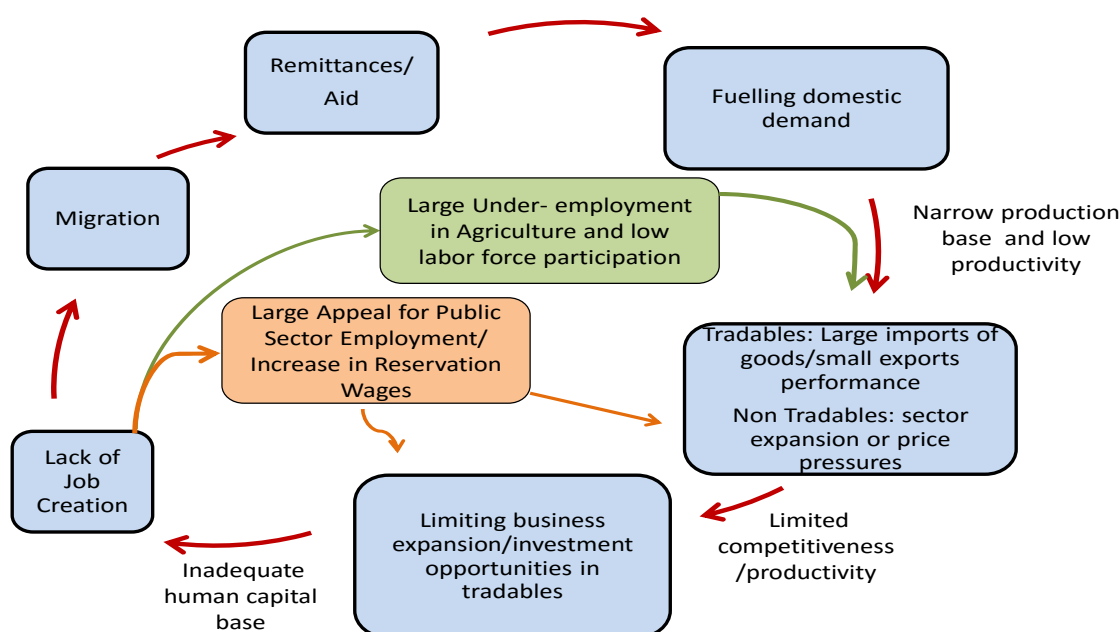 Remittances/
Aid
Fuelling domestic
demand
Migration
Large Under- employment
in Agriculture and low
labor force participation
Narrow production
base and low
productivity
Large Appeal for Public
Sector Employment/
Increase in Reservation
Wages
Tradables: Large imports of
goods/small exports
performance
Non Tradables: sector
expansion or price
pressures
Lack of
Job
Creation
Limiting business
expansion/investment
opportunities in
tradables
Limited
competitiveness
/productivity
Inadequate
human capital
base